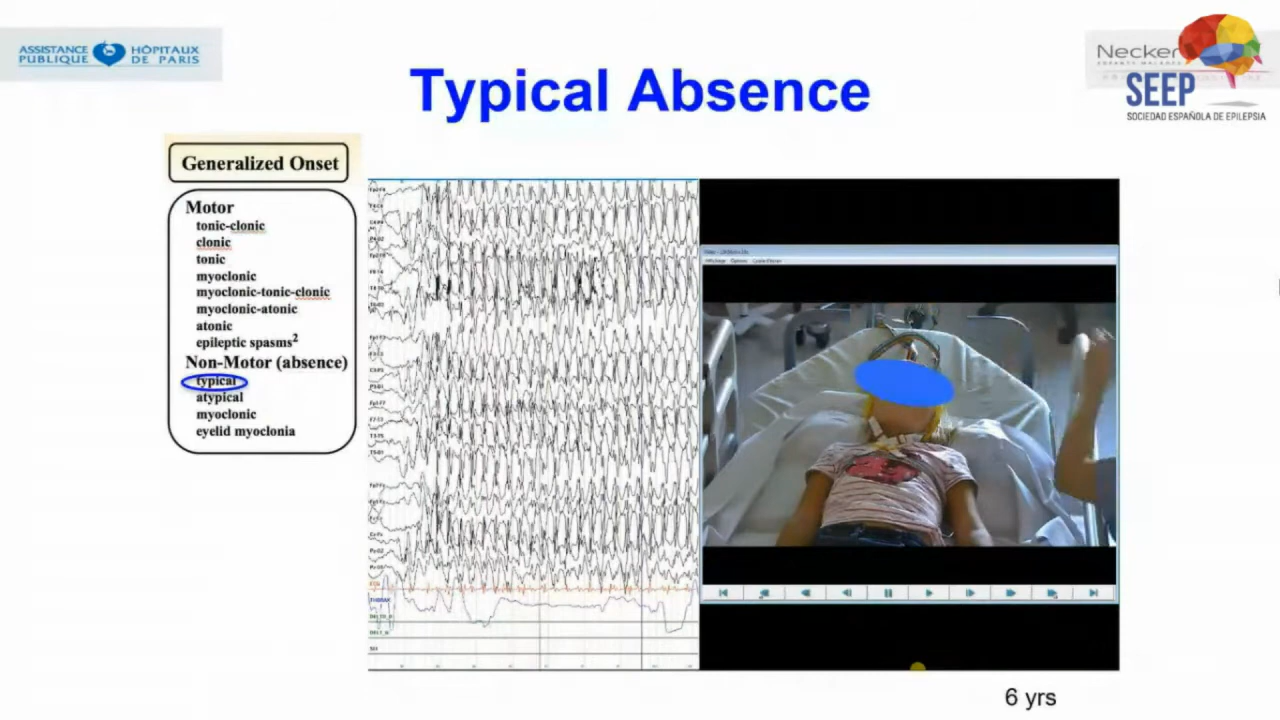 ASSISTANCE PUBLIQUE
HÔPITAUX DE PARIS
Necker
SEEP
SOCIEDAD ESPAÑOLA DE EPILEPSIA
Typical Absence
Generalized Onset
Motor
tonic-clonic
clonic
tonic
myoclonic
myoclonic-tonic-clonic
myoclonic-atonic
atonic
epileptic spasms²
Non-Motor (absence)
typical
atypical
myoclonic
eyelid myoclonia
6 yrs